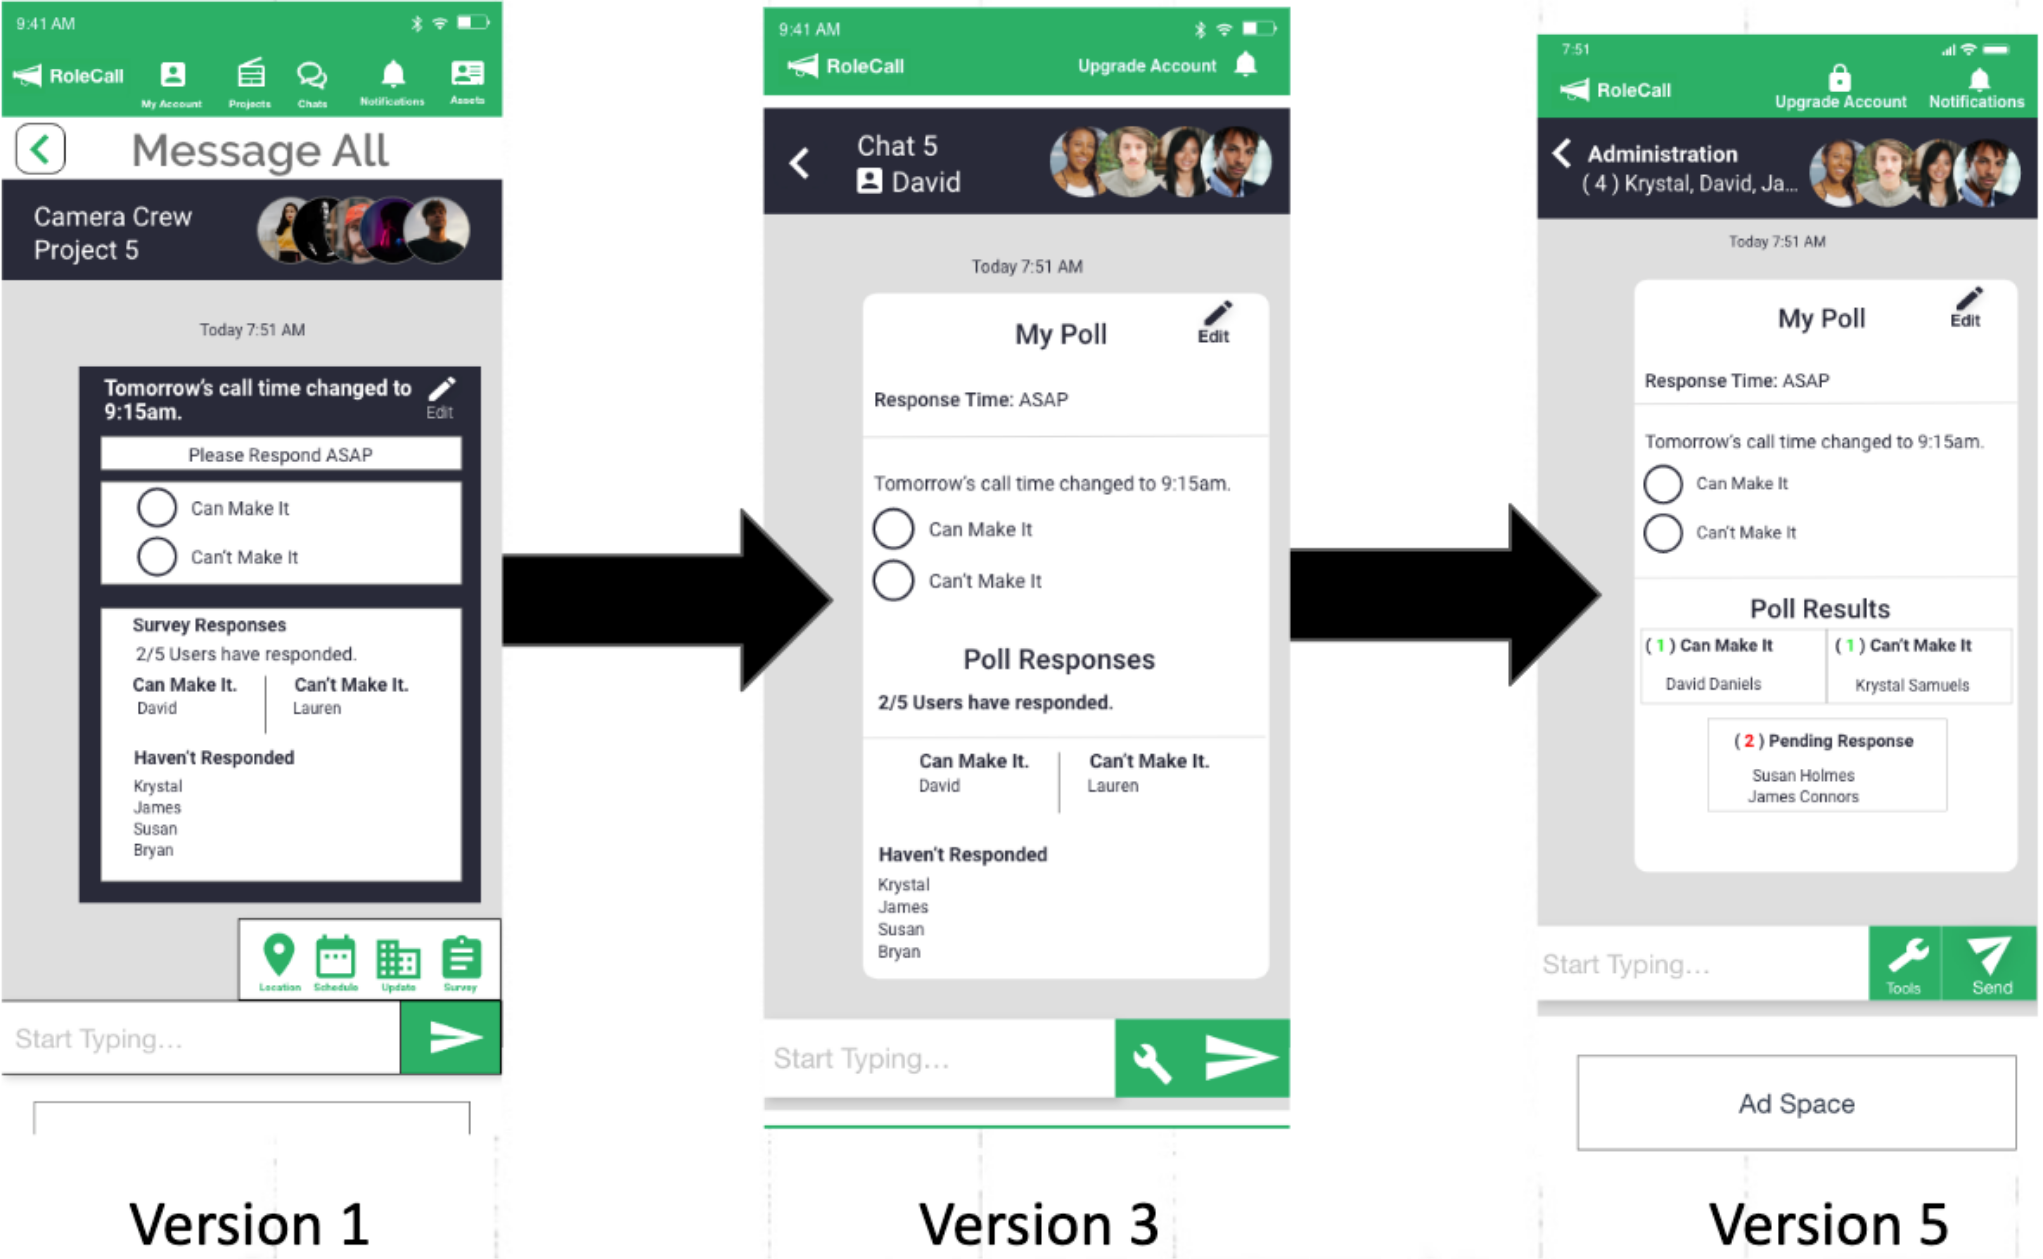 9:41 AM
RoleCall
My Account
Projects
Chats
Notifications
Assets
Message All
Camera Crew
Project 5
Today 7:51 AM
Tomorrow's call time changed to
9:15am.
Edit
Please Respond ASAP
Can Make It
Can't Make It
Survey Responses
2/5 Users have responded.
Can Make It.
Can't Make It.
David
Lauren
Haven't Responded
Krystal
James
Susan
Bryan
Location
Schedule
Update
Survey
Start Typing...
Version 1
9:41 AM
RoleCall
Upgrade Account
Chat 5
David
Today 7:51 AM
My Poll
Edit
Response Time: ASAP
Tomorrow's call time changed to 9:15am.
Can Make It
Can't Make It
Poll Responses
2/5 Users have responded.
Can Make It.
Can't Make It.
David
Lauren
Haven't Responded
Krystal
James
Susan
Bryan
Start Typing...
Version 3
7:51
RoleCall
Upgrade Account
Notifications
Administration
( 4 ) Krystal, David, Ja...
Today 7:51 AM
My Poll
Edit
Response Time: ASAP
Tomorrow's call time changed to 9:15am.
Can Make It
Can't Make It
Poll Results
( 1 ) Can Make It
( 1 ) Can't Make It
David Daniels
Krystal Samuels
( 2 ) Pending Response
Susan Holmes
James Connors
Start Typing...
Tools
Send
Ad Space
Version 5